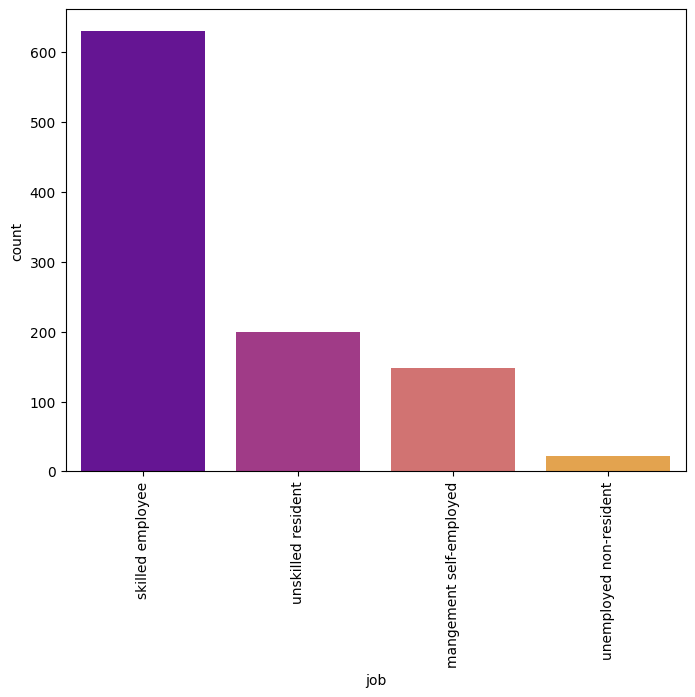 600
500
400
300
200
100
0
count
skilled employee
unskilled resident
mangement self-employed
unemployed non-resident
job